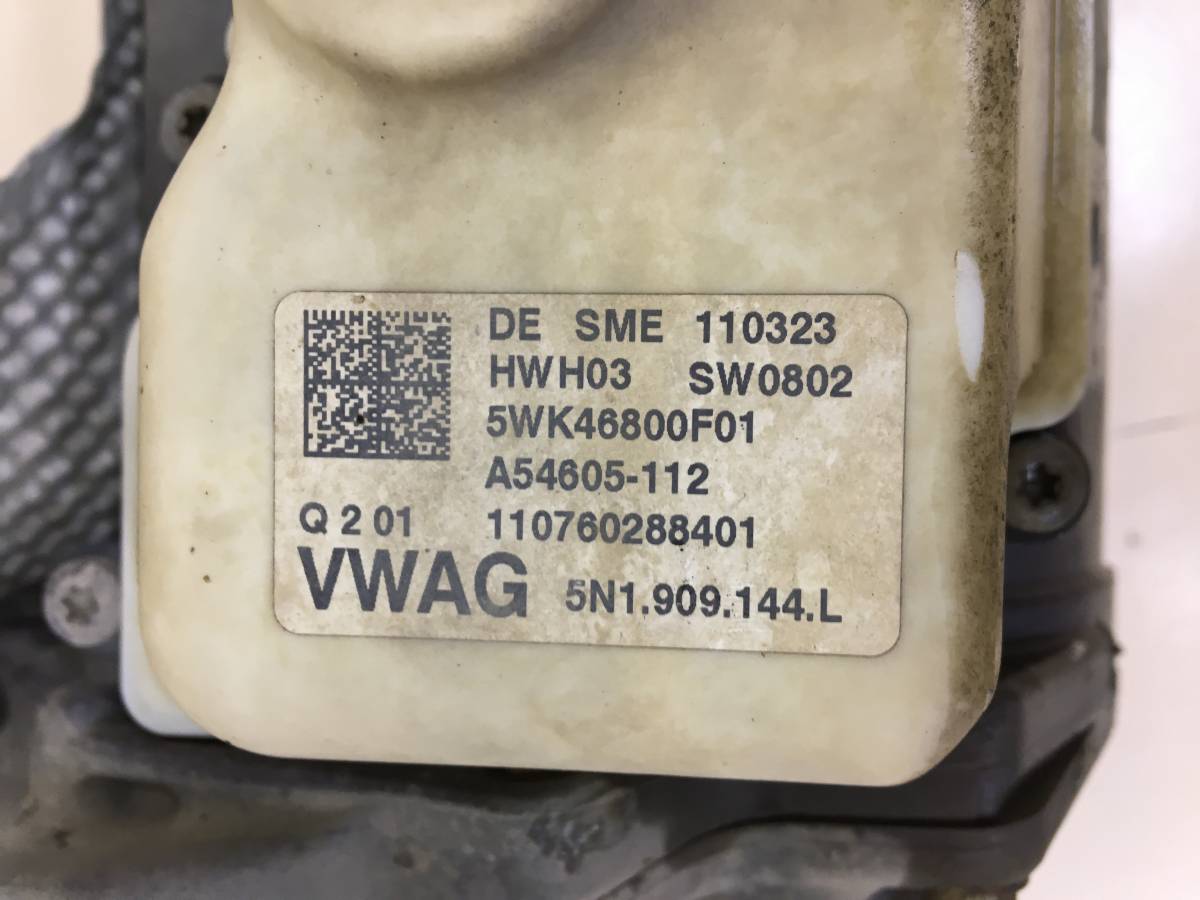 DE SME 110323
HWH03 SW0802
5WK46800F01
A54605-112
Q 2 01 110760288401
VWAG 5N1.909.144.L